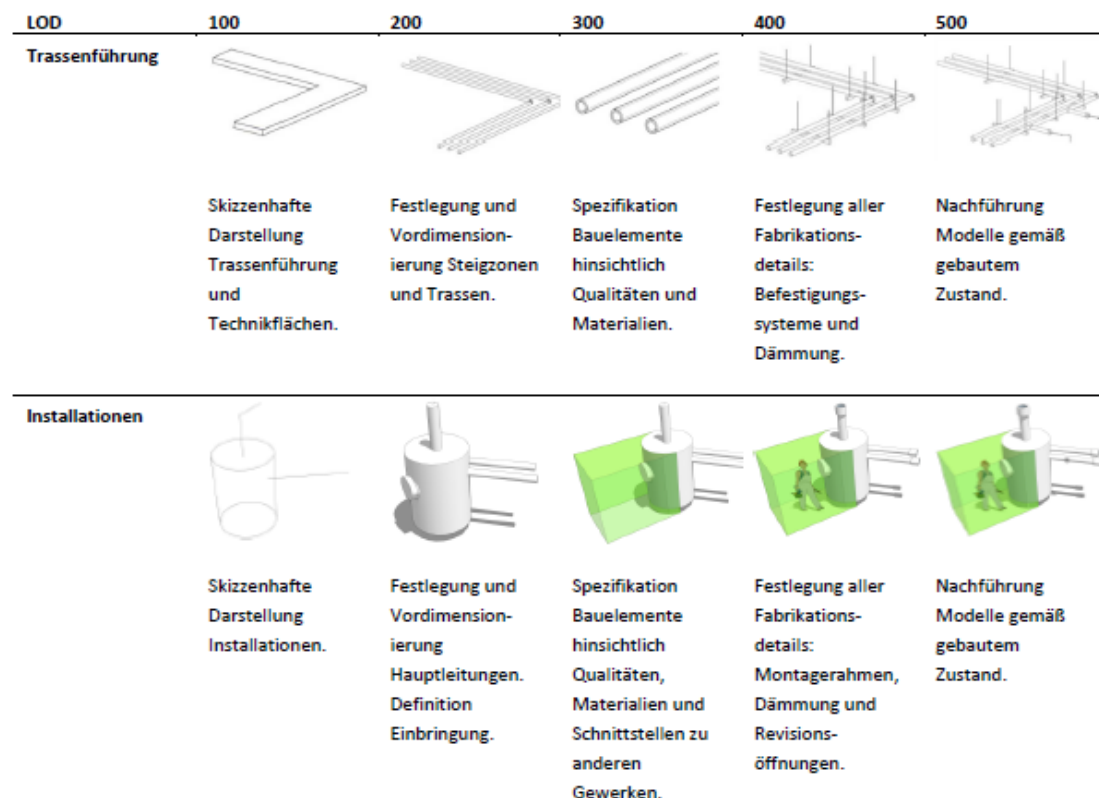 LOD 100 200 300 400 500
Trassenführung
Skizzenhafte
Darstellung
Trassenführung
und
Technikflächen.
Festlegung und
Vordimension-
ierung Steigzonen
und Trassen.
Spezifikation
Bauelemente
hinsichtlich
Qualitäten und
Materialien.
Festlegung aller
Fabrikations-
details:
Befestigungs-
systeme und
Dämmung.
Nachführung
Modelle gemäß
gebautem
Zustand.
Installationen
Skizzenhafte
Darstellung
Installationen.
Festlegung und
Vordimension-
ierung
Hauptleitungen.
Definition
Einbringung.
Spezifikation
Bauelemente
hinsichtlich
Qualitäten,
Materialien und
Schnittstellen zu
anderen
Gewerken.
Festlegung aller
Fabrikations-
details:
Montagerahmen,
Dämmung und
Revisions-
öffnungen.
Nachführung
Modelle gemäß
gebautem
Zustand.